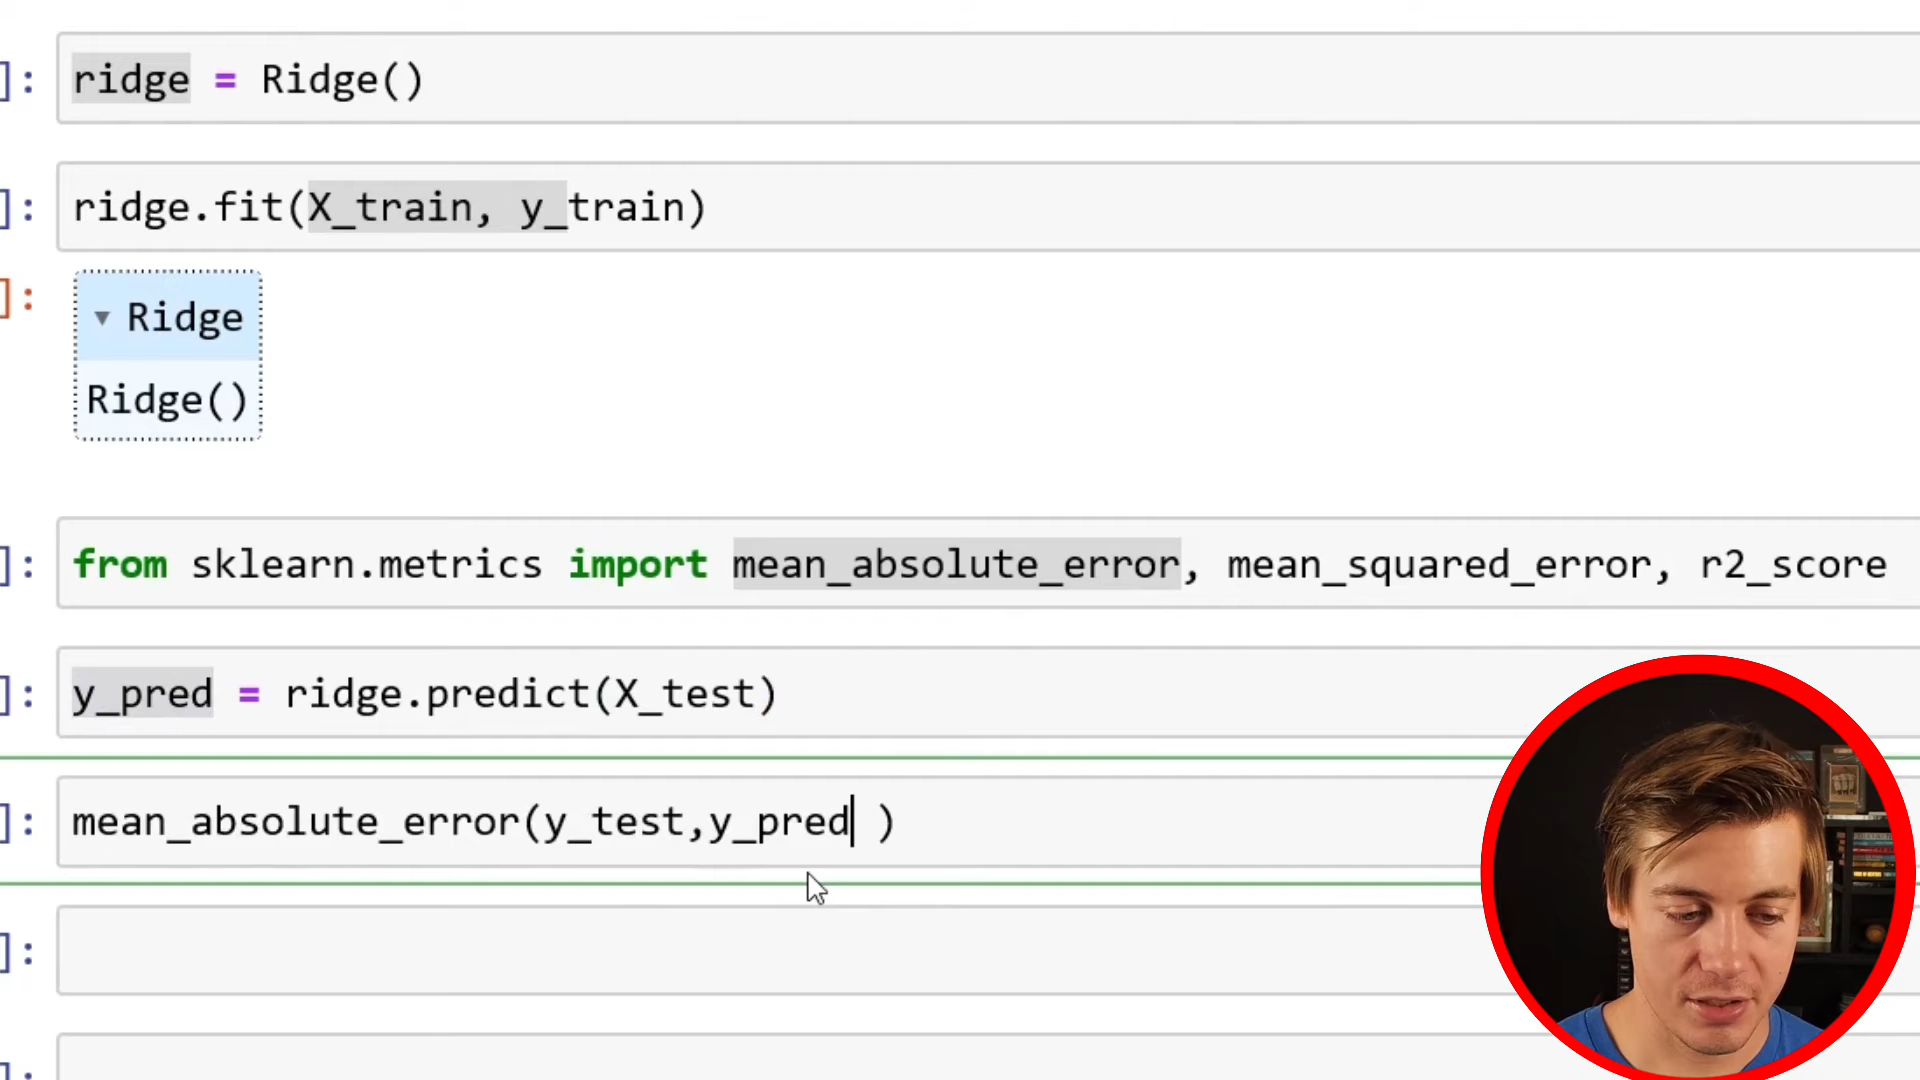 ]: ridge = Ridge()
]: ridge.fit(X_train, y_train)
]:
▾ Ridge
Ridge()
]: from sklearn.metrics import mean_absolute_error, mean_squared_error, r2_score
]: y_pred = ridge.predict(X_test)
]: mean_absolute_error(y_test,y_pred )
]:
]: